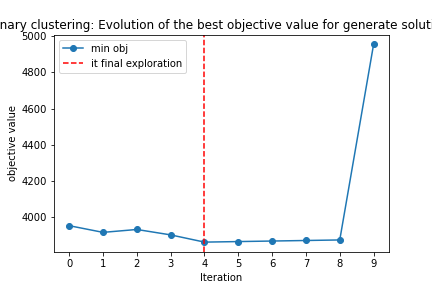 nary clustering: Evolution of the best objective value for generate soluti
min obj
it final exploration
objective value
5000
4800
4600
4400
4200
4000
0 1 2 3 4 5 6 7 8 9
Iteration